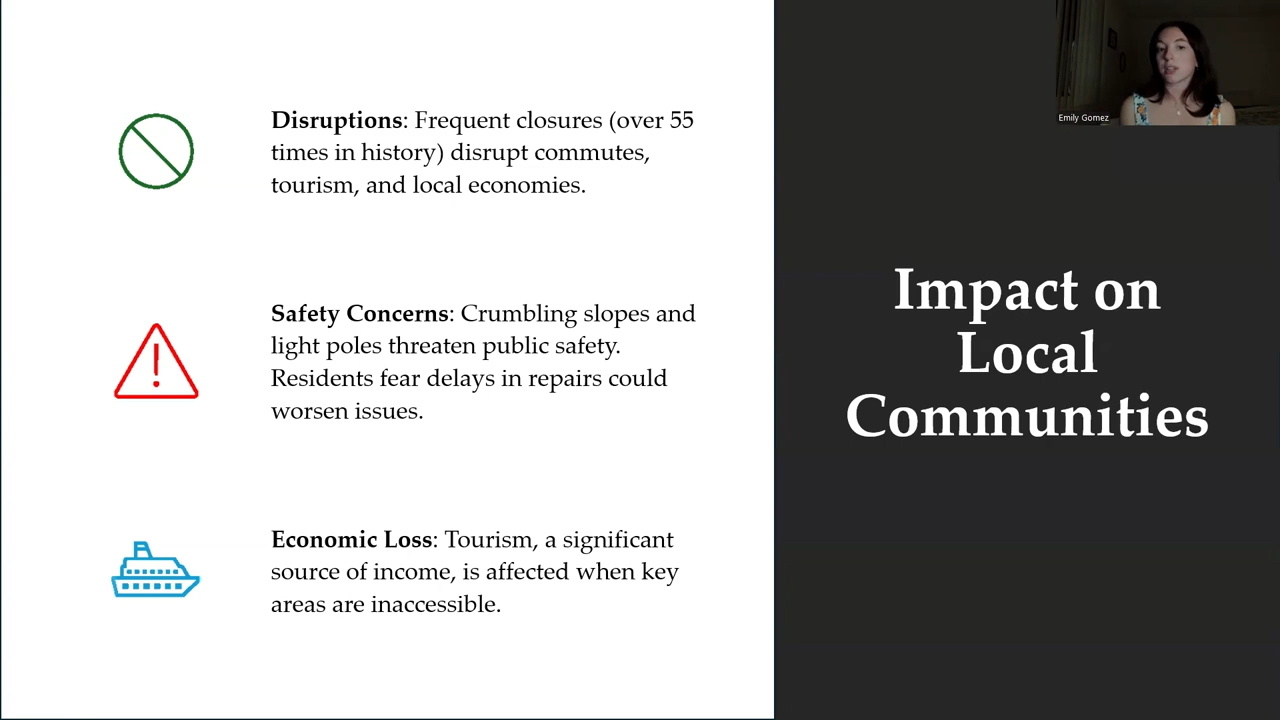 Disruptions: Frequent closures (over 55
times in history) disrupt commutes,
tourism, and local economies.
Safety Concerns: Crumbling slopes and
light poles threaten public safety.
Residents fear delays in repairs could
worsen issues.
Economic Loss: Tourism, a significant
source of income, is affected when key
areas are inaccessible.
Impact on
Local
Communities
Emily Gomez